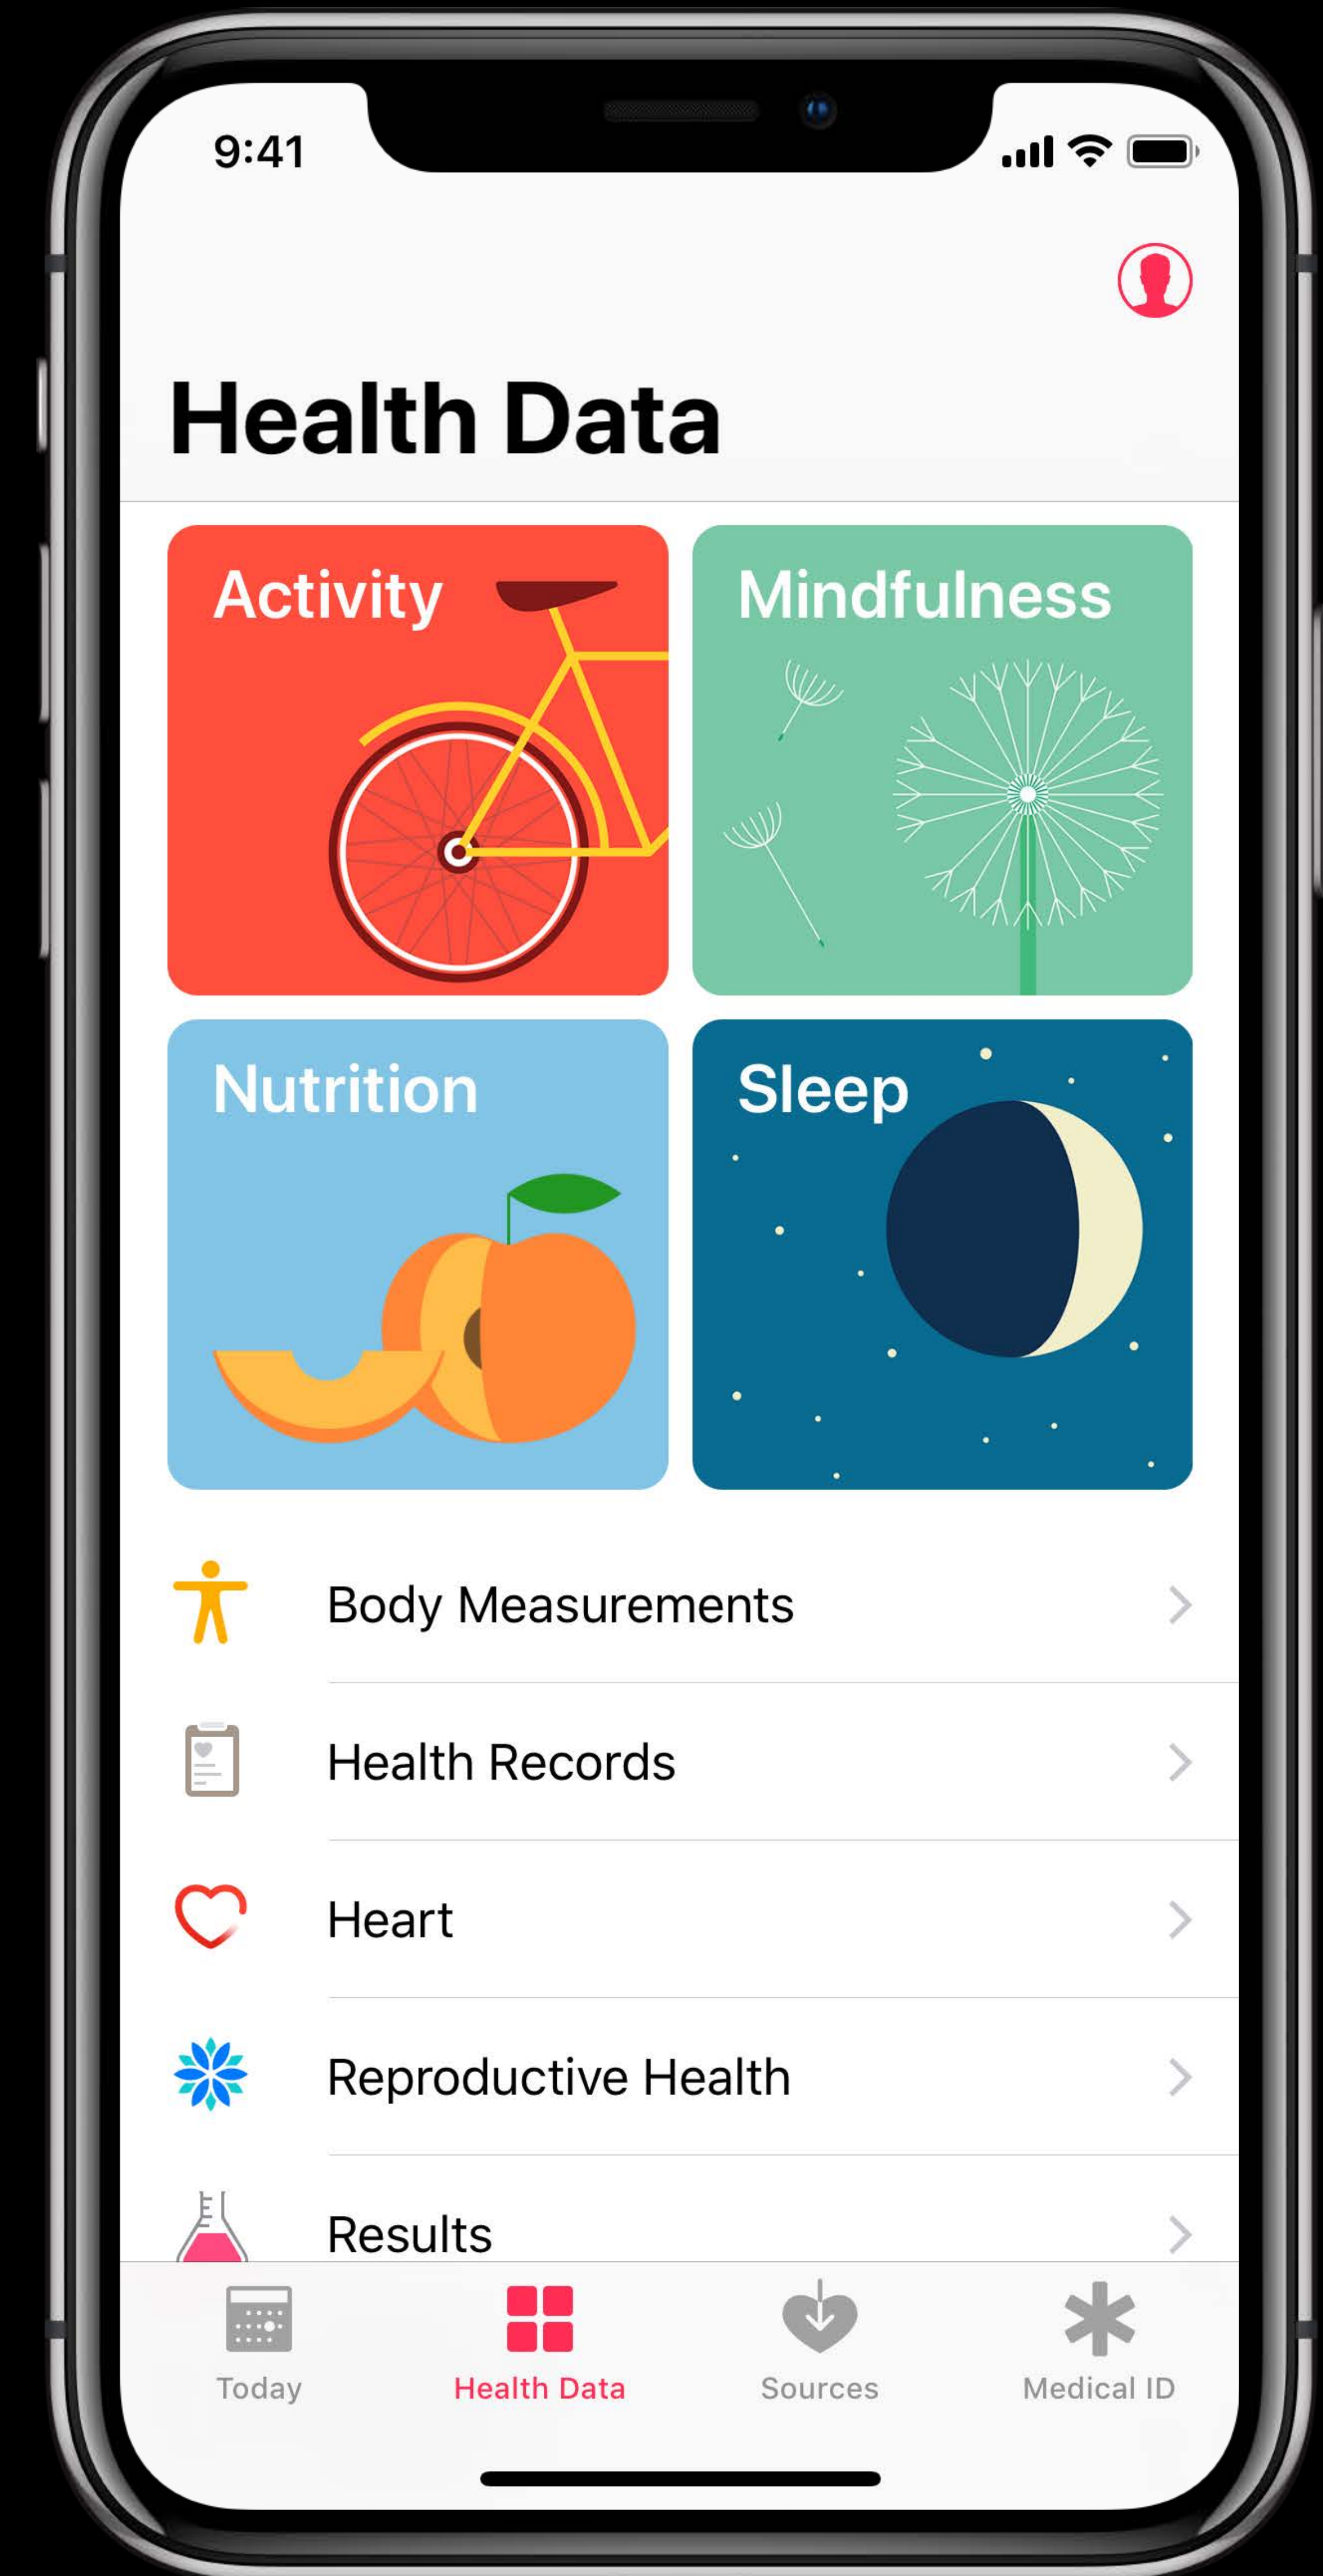 9:41
Health Data
Activity
Mindfulness
Nutrition
Sleep
Body Measurements
Health Records
Heart
Reproductive Health
Results
Today
Health Data
Sources
Medical ID